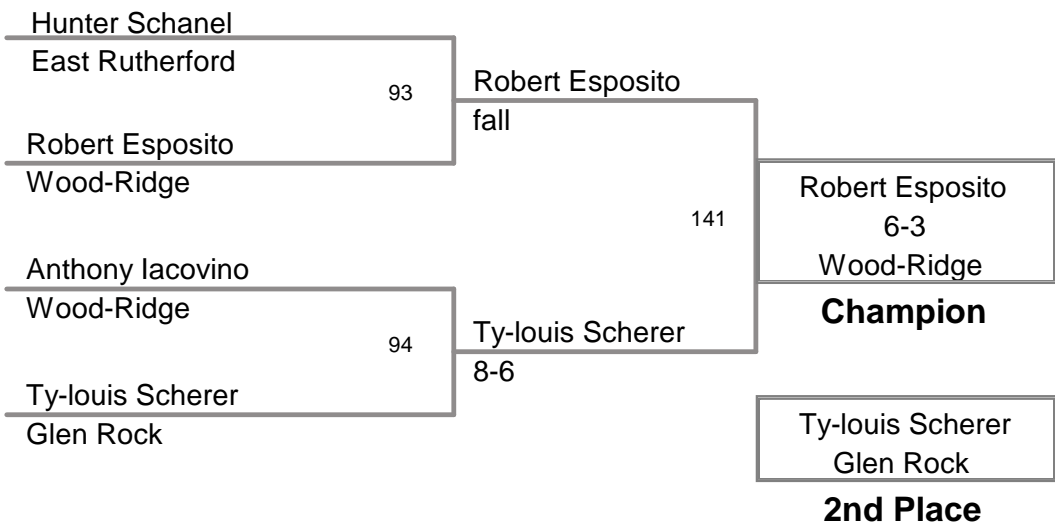 Hunter Schanel
East Rutherford
93
Robert Esposito
Wood-Ridge
Robert Esposito
fall
Anthony Iacovino
Wood-Ridge
94
Ty-louis Scherer
Glen Rock
Ty-louis Scherer
8-6
141
Robert Esposito
6-3
Wood-Ridge
Champion
Ty-louis Scherer
Glen Rock
2nd Place